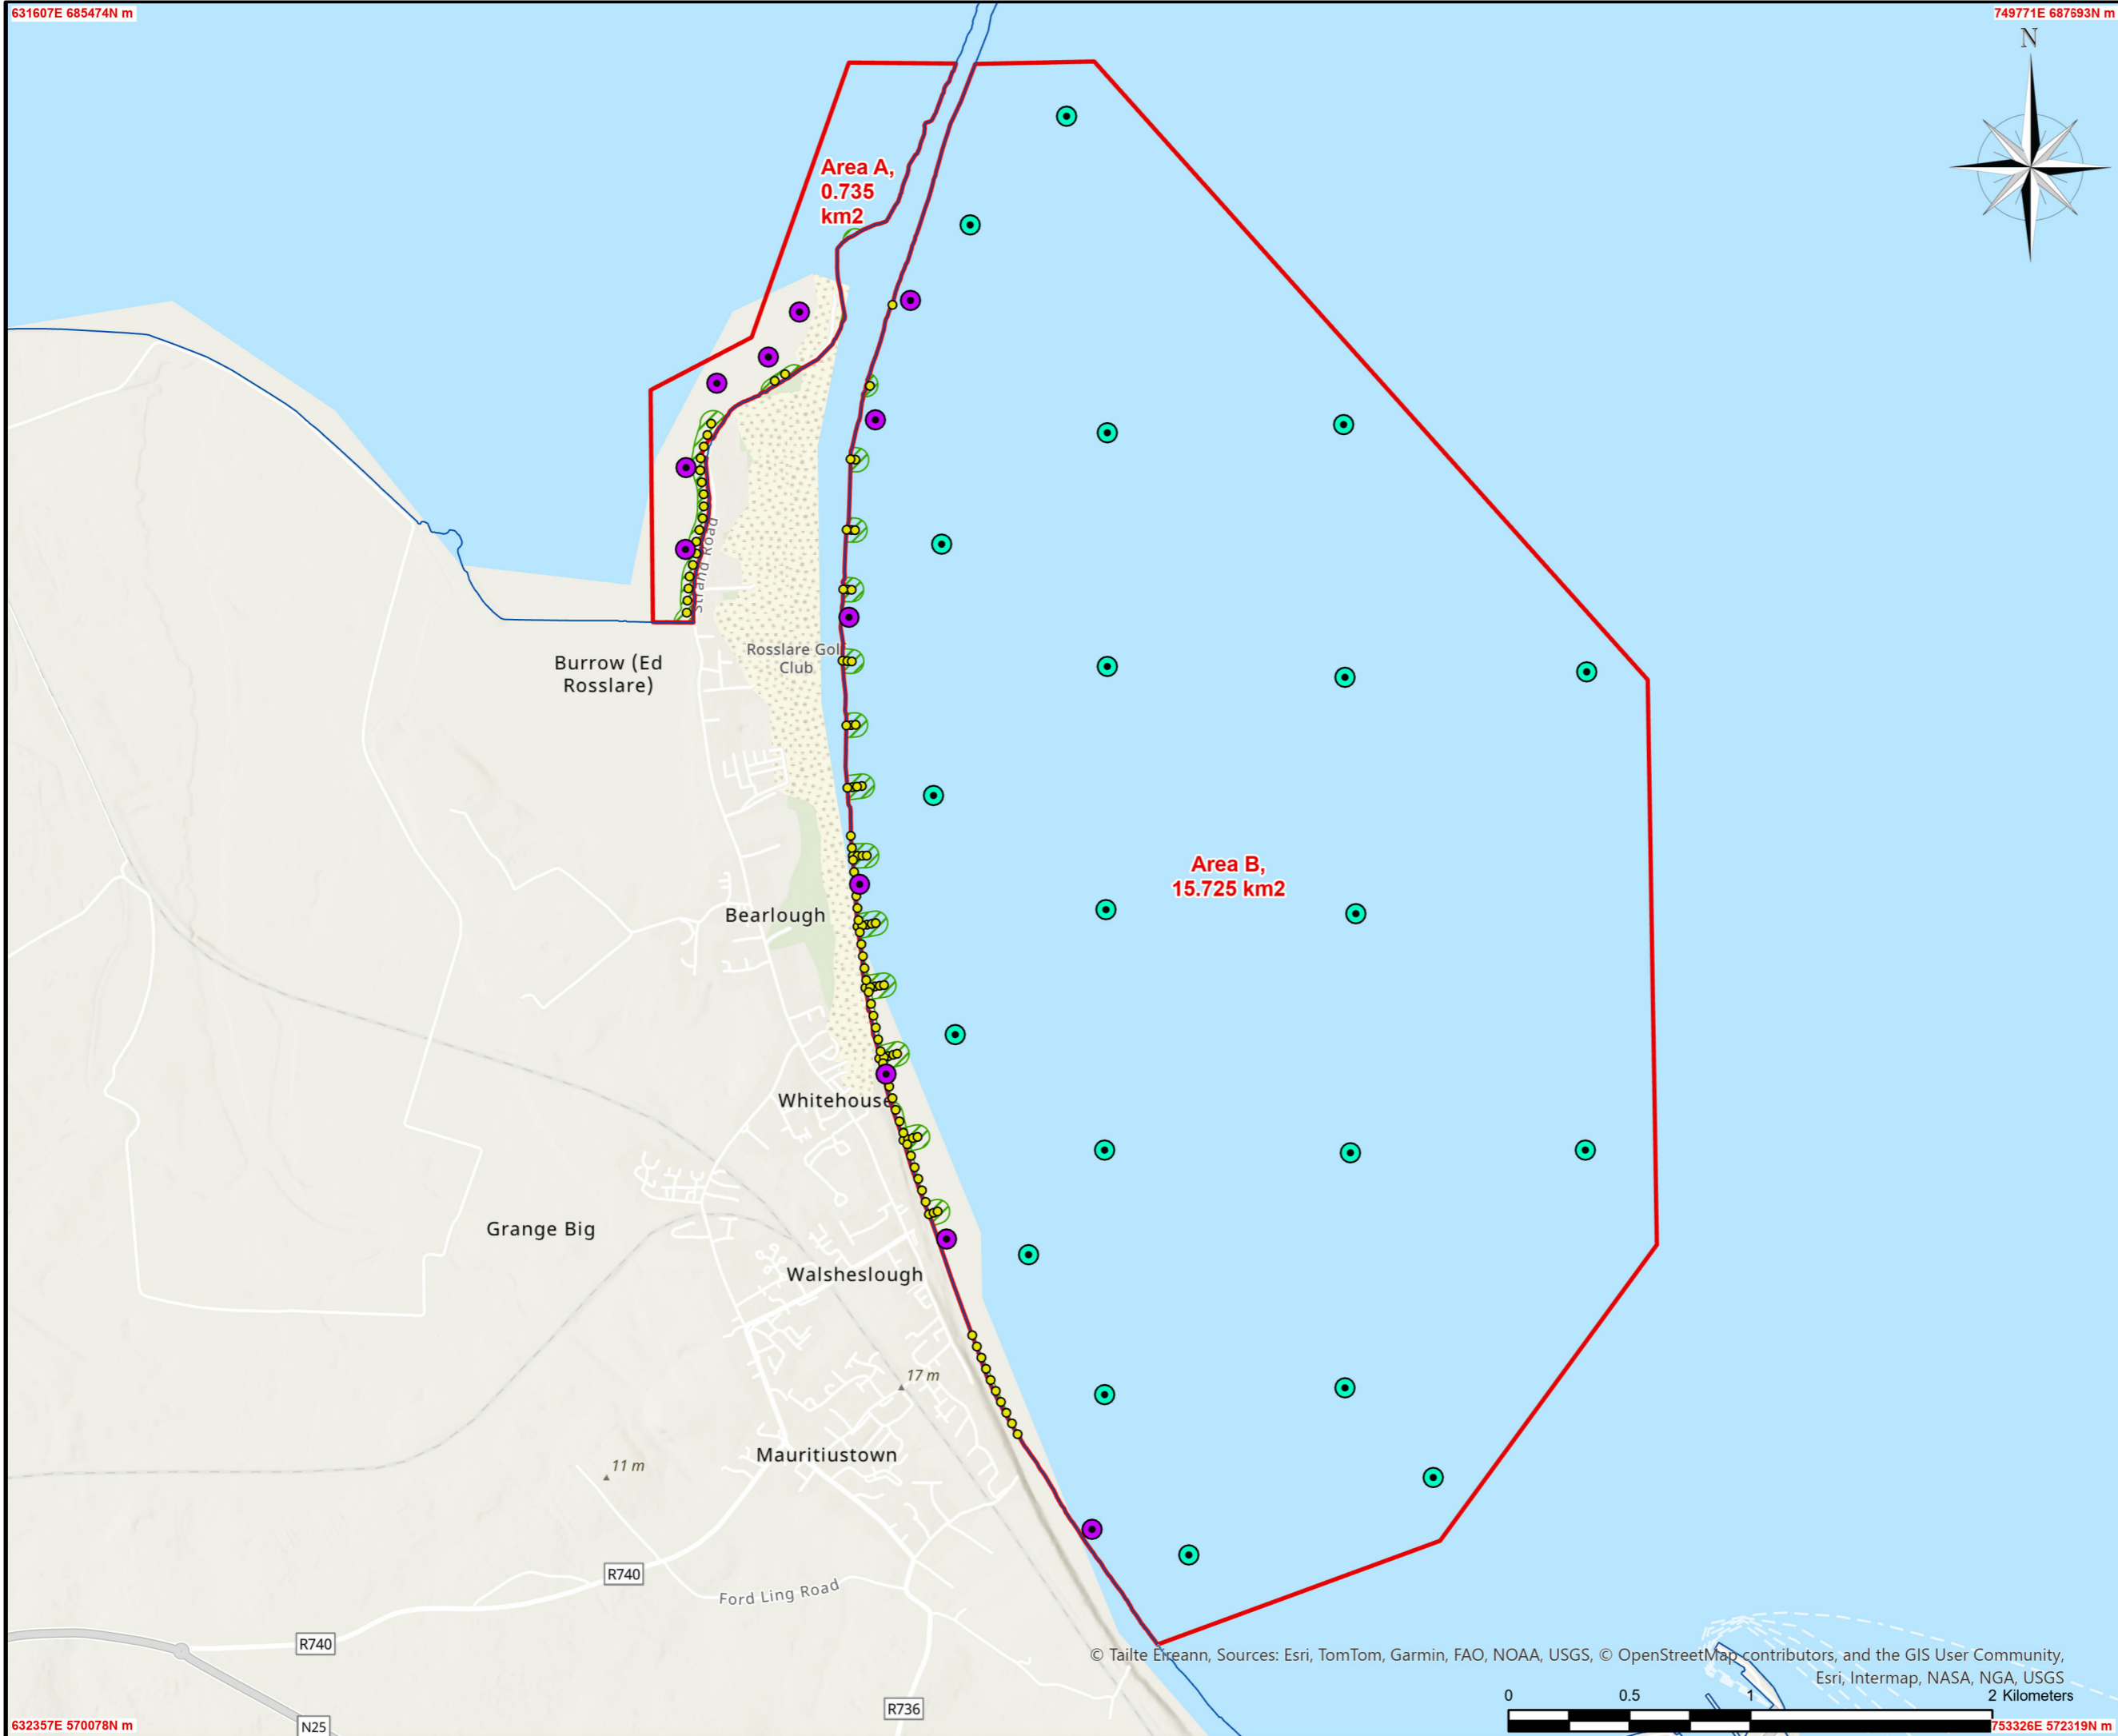 631607E 685474N m
749771E 687693N m
N
Area A,
0.735
km2
Strand Road
Rosslare Golf
Club
Burrow (Ed
Rosslare)
Area B,
15.725 km2
Bearlough
Whitehouse
Grange Big
Walsheslough
17 m
Mauritiustown
11 m
R740
Ford Ling Road
R740
© Tailte Éireann, Sources: Esri, TomTom, Garmin, FAO, NOAA, USGS, © OpenStreetMap contributors, and the GIS User Community,
Esri, Intermap, NASA, NGA, USGS
0 0.5 1 2 Kilometers
R736
N25
632357E 570078N m
753326E 572319N m